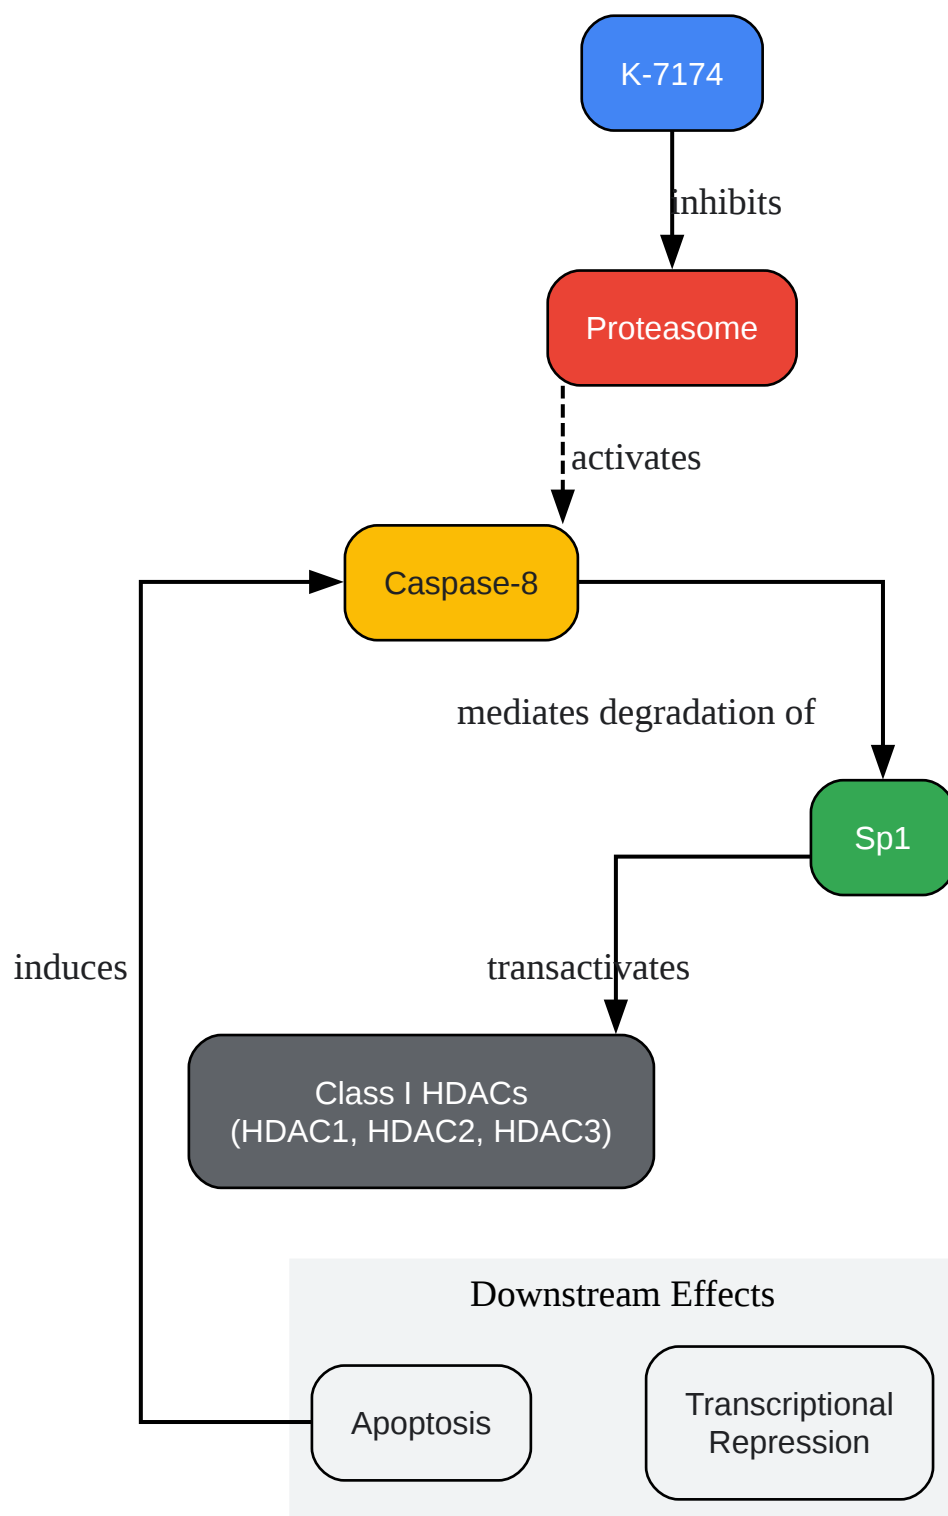 K-7174
inhibits
Proteasome
activates
Caspase-8
mediates degradation of
Sp1
induces
transactivates
Class I HDACs
(HDAC1, HDAC2, HDAC3)
Downstream Effects
Apoptosis
Transcriptional
Repression